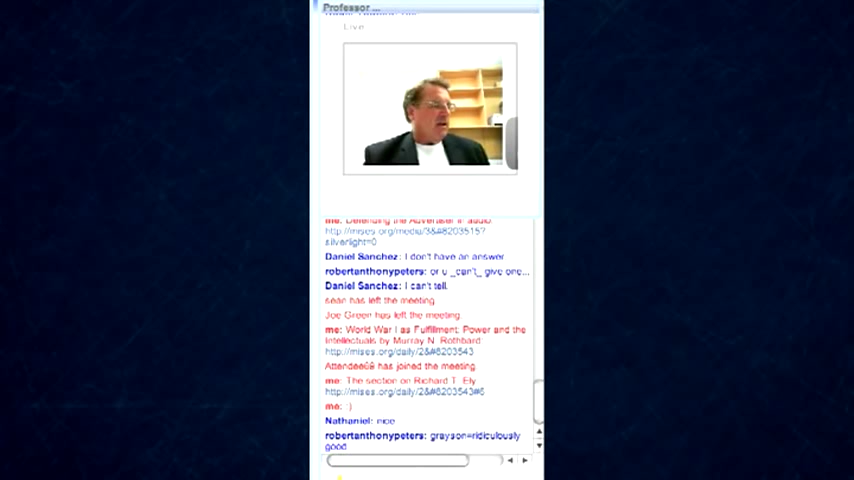 Professor ...
Live
me: Defending the Advertiser in audio:
http://mises.org/media/3&#8203515?
silverlight=0
Daniel Sanchez: I don't have an answer
robertanthonypeters: or u _can't_ give one...
Daniel Sanchez: I can't tell.
sean has left the meeting.
Joe Green has left the meeting.
me: World War I as Fulfillment: Power and the
Intellectuals by Murray N. Rothbard:
http://mises.org/daily/2&#8203543
has joined the meeting.
me: The section on Richard T. Ely
http://mises.org/daily/2&#8203543#6
me: :)
Nathaniel: nice
robertanthonypeters: grayson=ridiculously
good